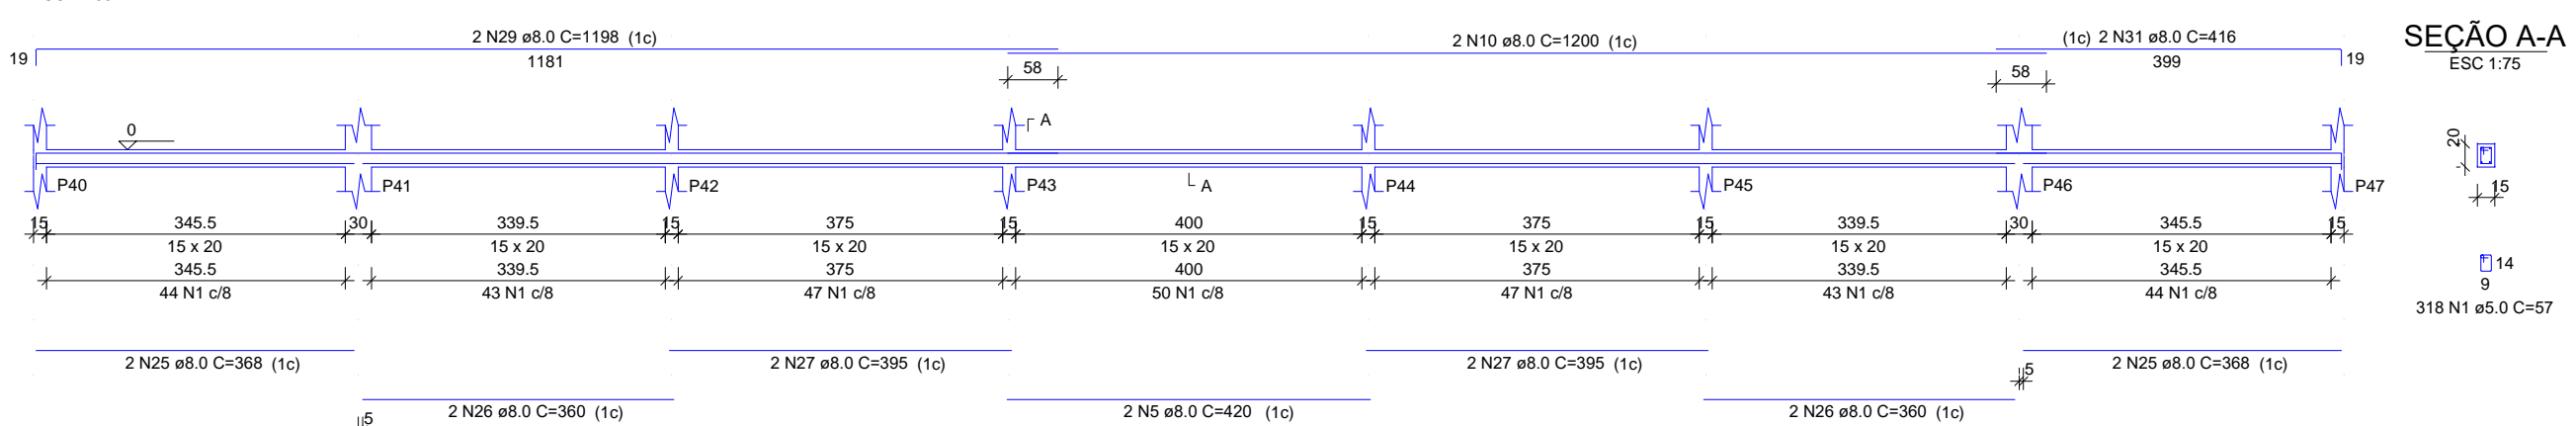 2 N29 ø8.0 C=1198 (1c)
2 N10 ø8.0 C=1200 (1c)
(1c) 2 N31 ø8.0 C=416
SEÇÃO A-A
19
1181
58
58
399
19
ESC 1:75
0
A
20
P40
P41
P42
P43
A
P44
P45
P46
P47
15
15 345.5 30 339.5 15 375 15 400 15 375 15 339.5 30 345.5 15
15 x 20 15 x 20 15 x 20 15 x 20 15 x 20 15 x 20 15 x 20
345.5 339.5 375 400 375 339.5 345.5
14
9
44 N1 c/8 43 N1 c/8 47 N1 c/8 50 N1 c/8 47 N1 c/8 43 N1 c/8 44 N1 c/8
318 N1 ø5.0 C=57
2 N25 ø8.0 C=368 (1c)
2 N27 ø8.0 C=395 (1c)
2 N27 ø8.0 C=395 (1c)
2 N25 ø8.0 C=368 (1c)
5
2 N26 ø8.0 C=360 (1c)
2 N5 ø8.0 C=420 (1c)
2 N26 ø8.0 C=360 (1c)
5